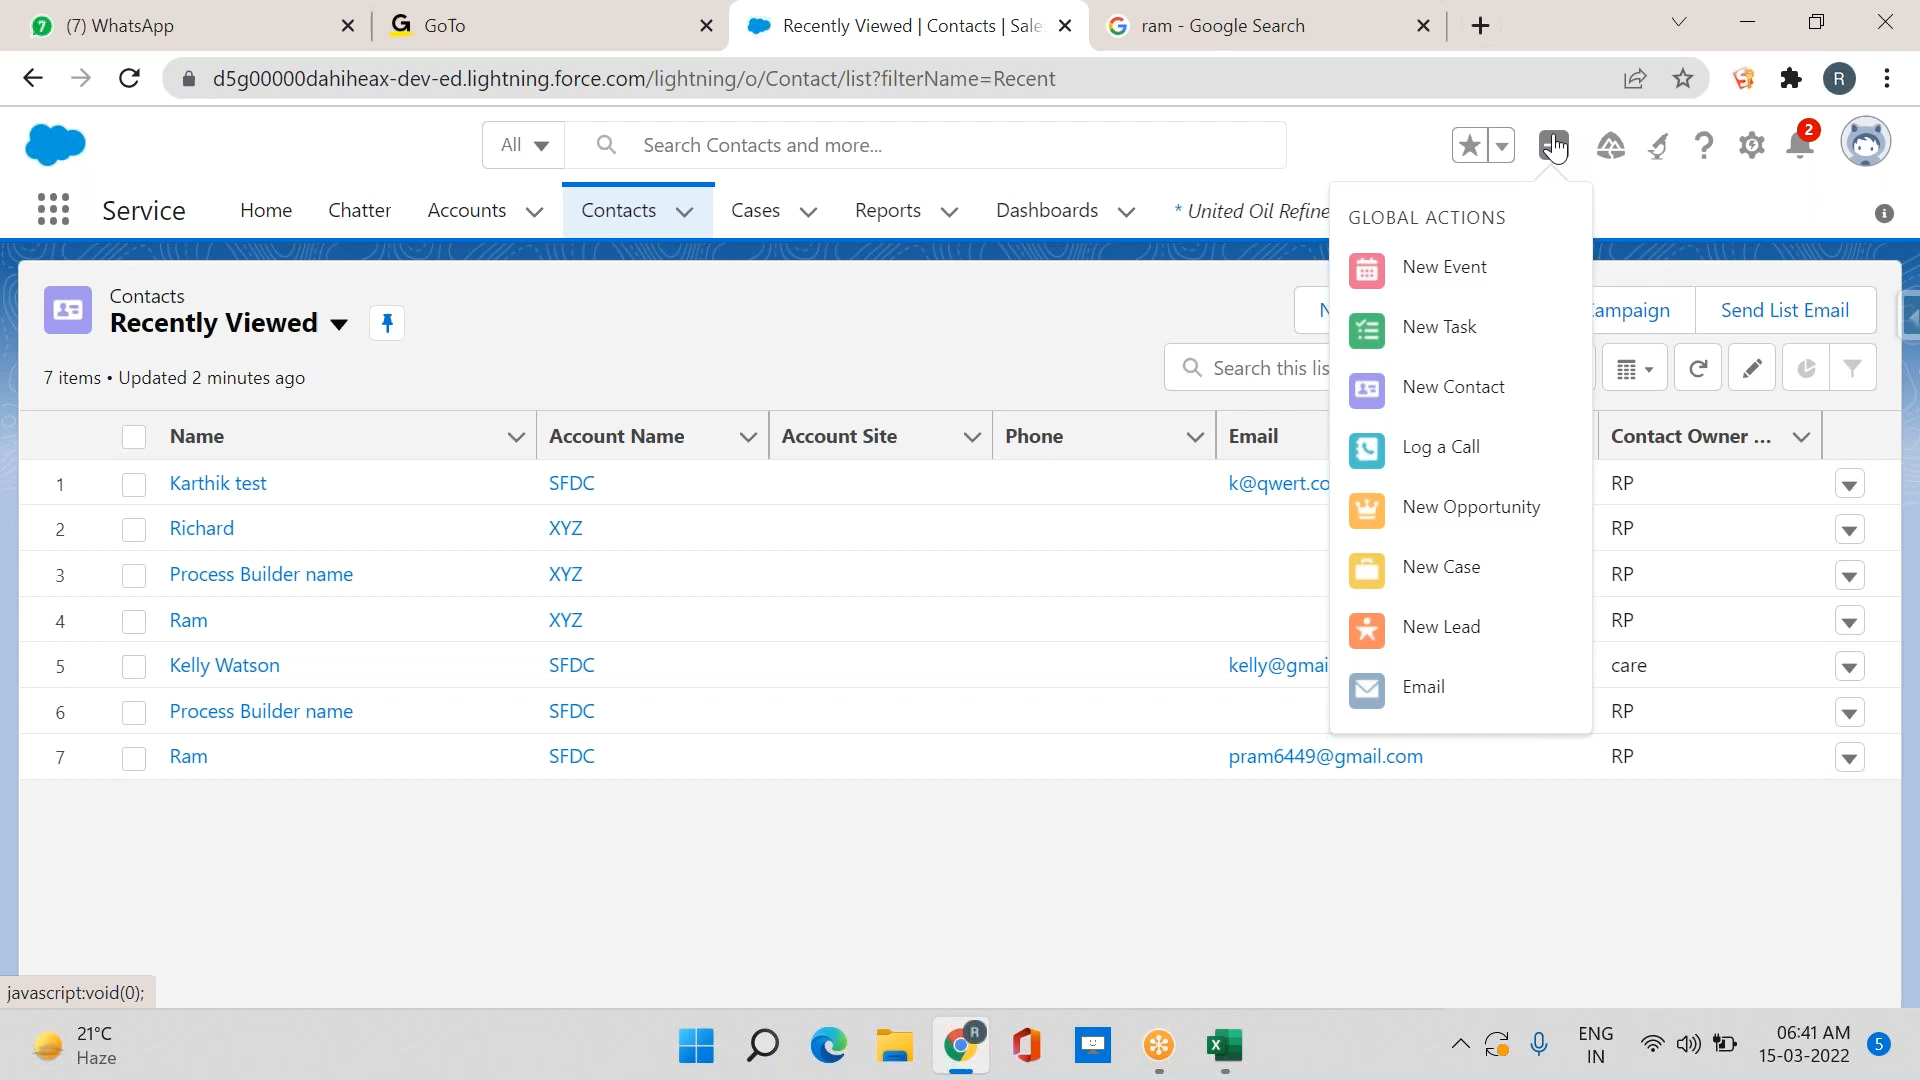 (7) WhatsApp
GoTo
Recently Viewed | Contacts | Sale
ram - Google Search
d5g00000dahiheax-dev-ed.lightning.force.com/lightning/o/Contact/list?filterName=Recent
R
All
Search Contacts and more...
2
Service
Home
Chatter
Accounts
Contacts
Cases
Reports
Dashboards
* United Oil Refine
GLOBAL ACTIONS
New Event
New Task
New Contact
Log a Call
New Opportunity
New Case
New Lead
Email
Contacts
Recently Viewed
ampaign
Send List Email
7 items • Updated 2 minutes ago
Search this lis
Name Account Name Account Site Phone Email Contact Owner ...
1 Karthik test SFDC k@qwert.co RP
2 Richard XYZ RP
3 Process Builder name XYZ RP
4 Ram XYZ RP
5 Kelly Watson SFDC kelly@gmai care
6 Process Builder name SFDC RP
7 Ram SFDC pram6449@gmail.com RP
javascript:void(0);
21°C
Haze
R
ENG
IN
06:41 AM
15-03-2022
5